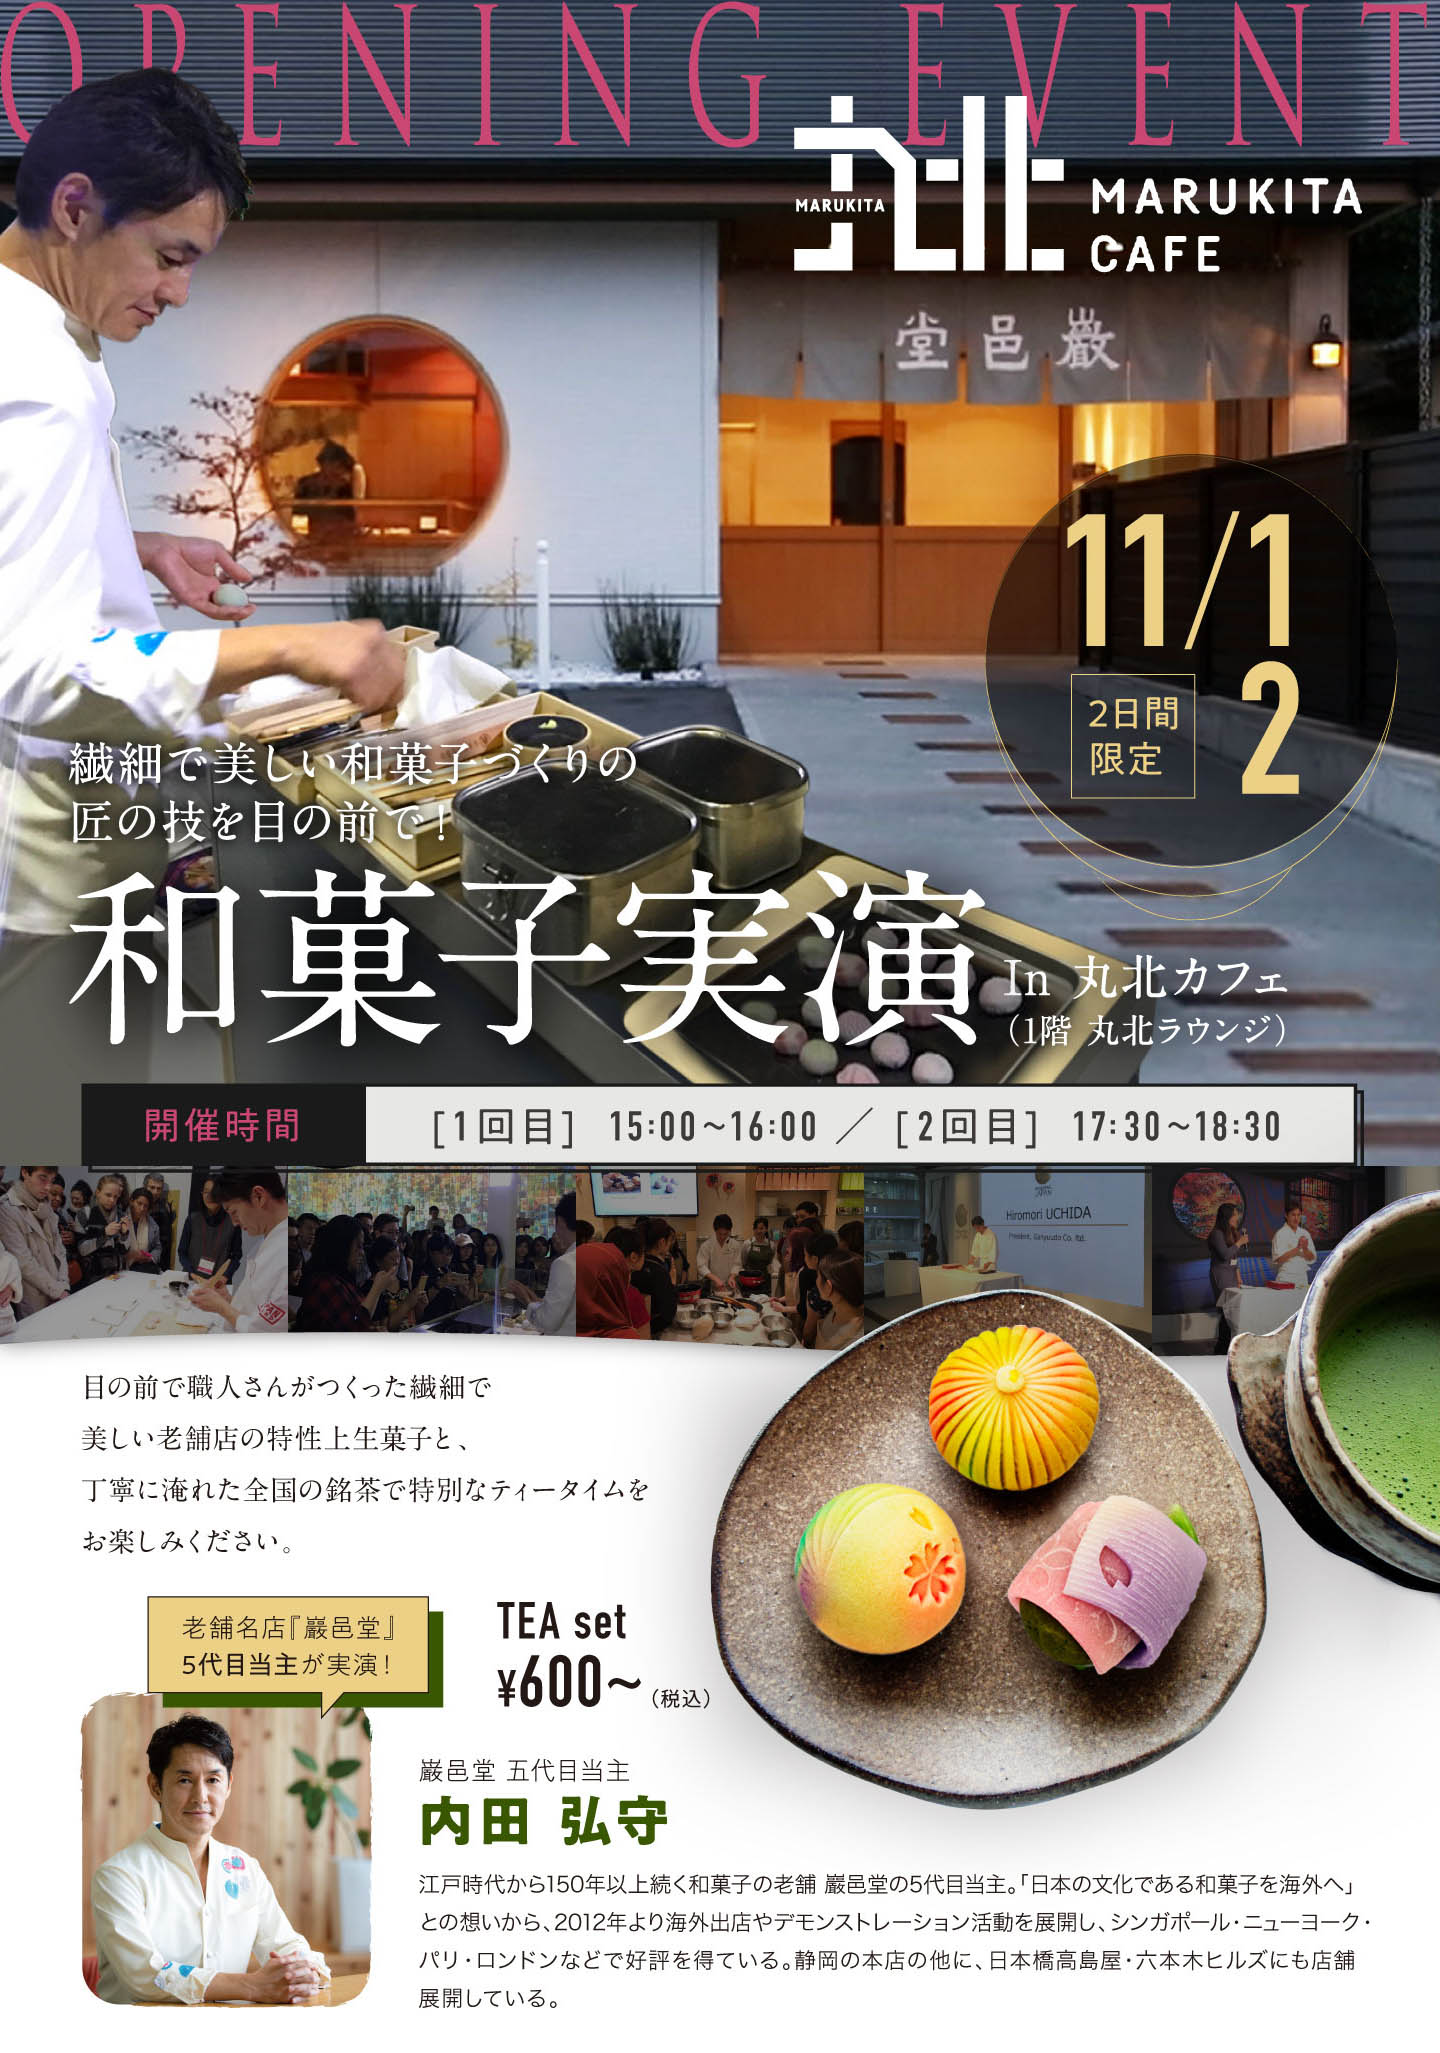 OPENING EVENT
丸北
MARUKITA
MARUKITA
CAFE
堂邑巌
11/1
2
2日間
限定
繊細で美しい和菓子づくりの
匠の技を目の前で！
和菓子実演
In 丸北カフェ
（1階 丸北ラウンジ）
開催時間
[1回目] 15:00~16:00 ／ [2回目] 17:30~18:30
JAPAN
Hiromori UCHIDA
President, Ganyuudo Co. ltd.
目の前で職人さんがつくった繊細で
美しい老舗店の特性上生菓子と、
丁寧に淹れた全国の銘茶で特別なティータイムを
お楽しみください。
老舗名店『巖邑堂』
5代目当主が実演！
TEA set
¥600~（税込）
巌邑堂 五代目当主
内田 弘守
江戸時代から150年以上続く和菓子の老舗 巖邑堂の5代目当主。「日本の文化である和菓子を海外へ」
との想いから、2012年より海外出店やデモンストレーション活動を展開し、シンガポール・ニューヨーク・
パリ・ロンドンなどで好評を得ている。静岡の本店の他に、日本橋高島屋・六本木ヒルズにも店舗
展開している。